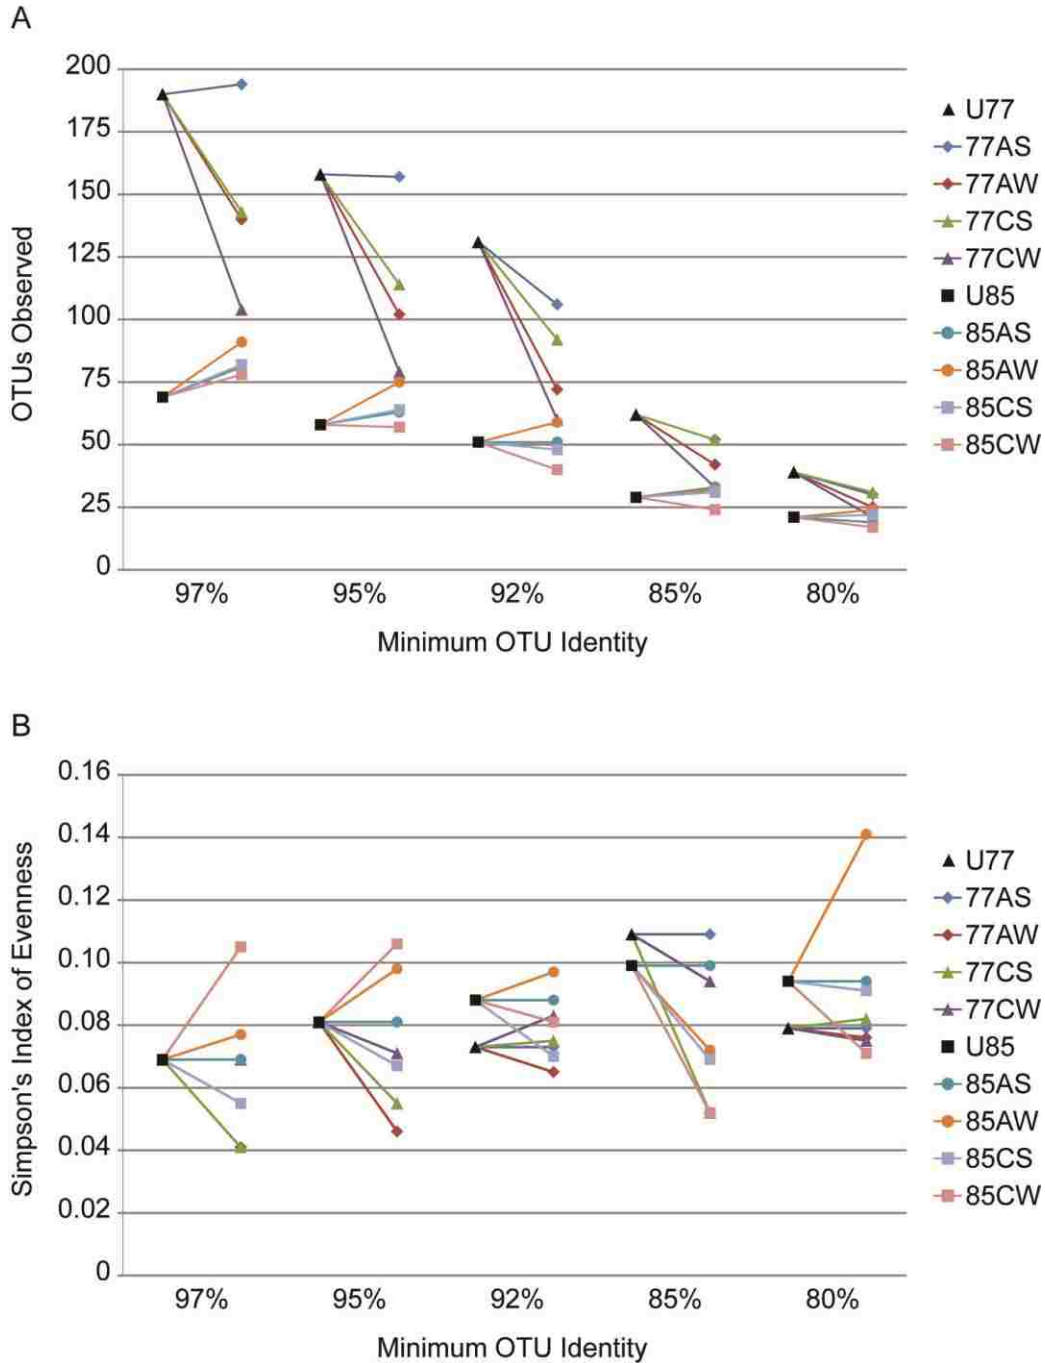 A
200
175
150
125
100
75
50
25
0
OTUs Observed
97% 95% 92% 85% 80%
Minimum OTU Identity
U77
77AS
77AW
77CS
77CW
U85
85AS
85AW
85CS
85CW
B
0.16
0.14
0.12
0.10
0.08
0.06
0.04
0.02
0
Simpson's Index of Evenness
97% 95% 92% 85% 80%
Minimum OTU Identity
U77
77AS
77AW
77CS
77CW
U85
85AS
85AW
85CS
85CW